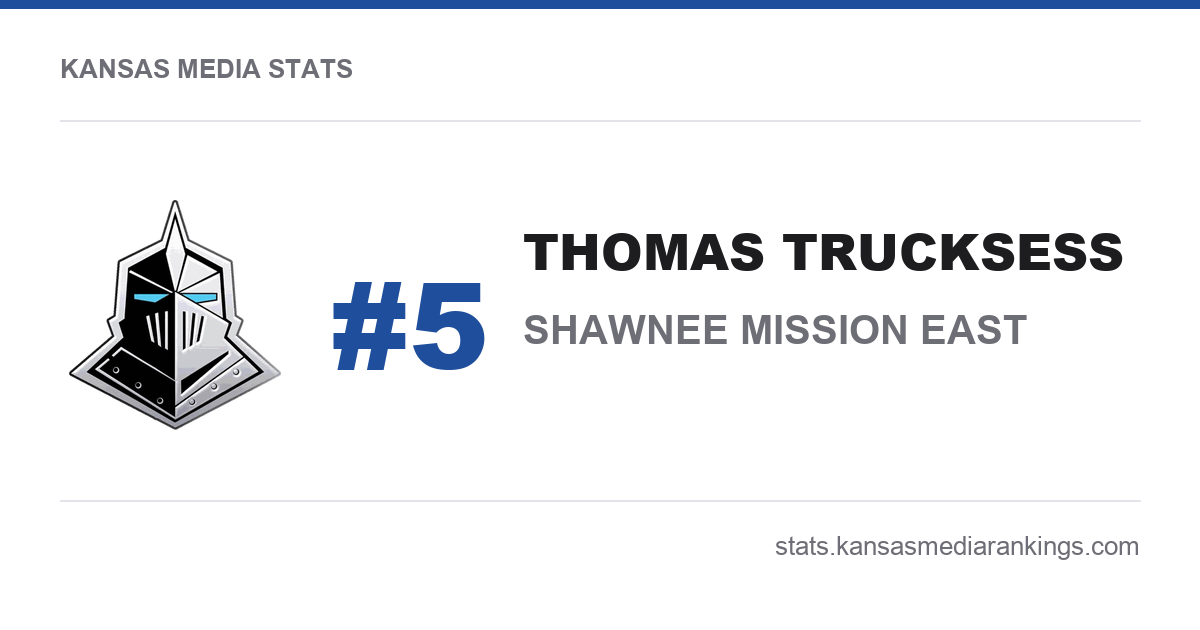 KANSAS MEDIA STATS
#5
THOMAS TRUCKSESS
SHAWNEE MISSION EAST
stats.kansasmediarankings.com